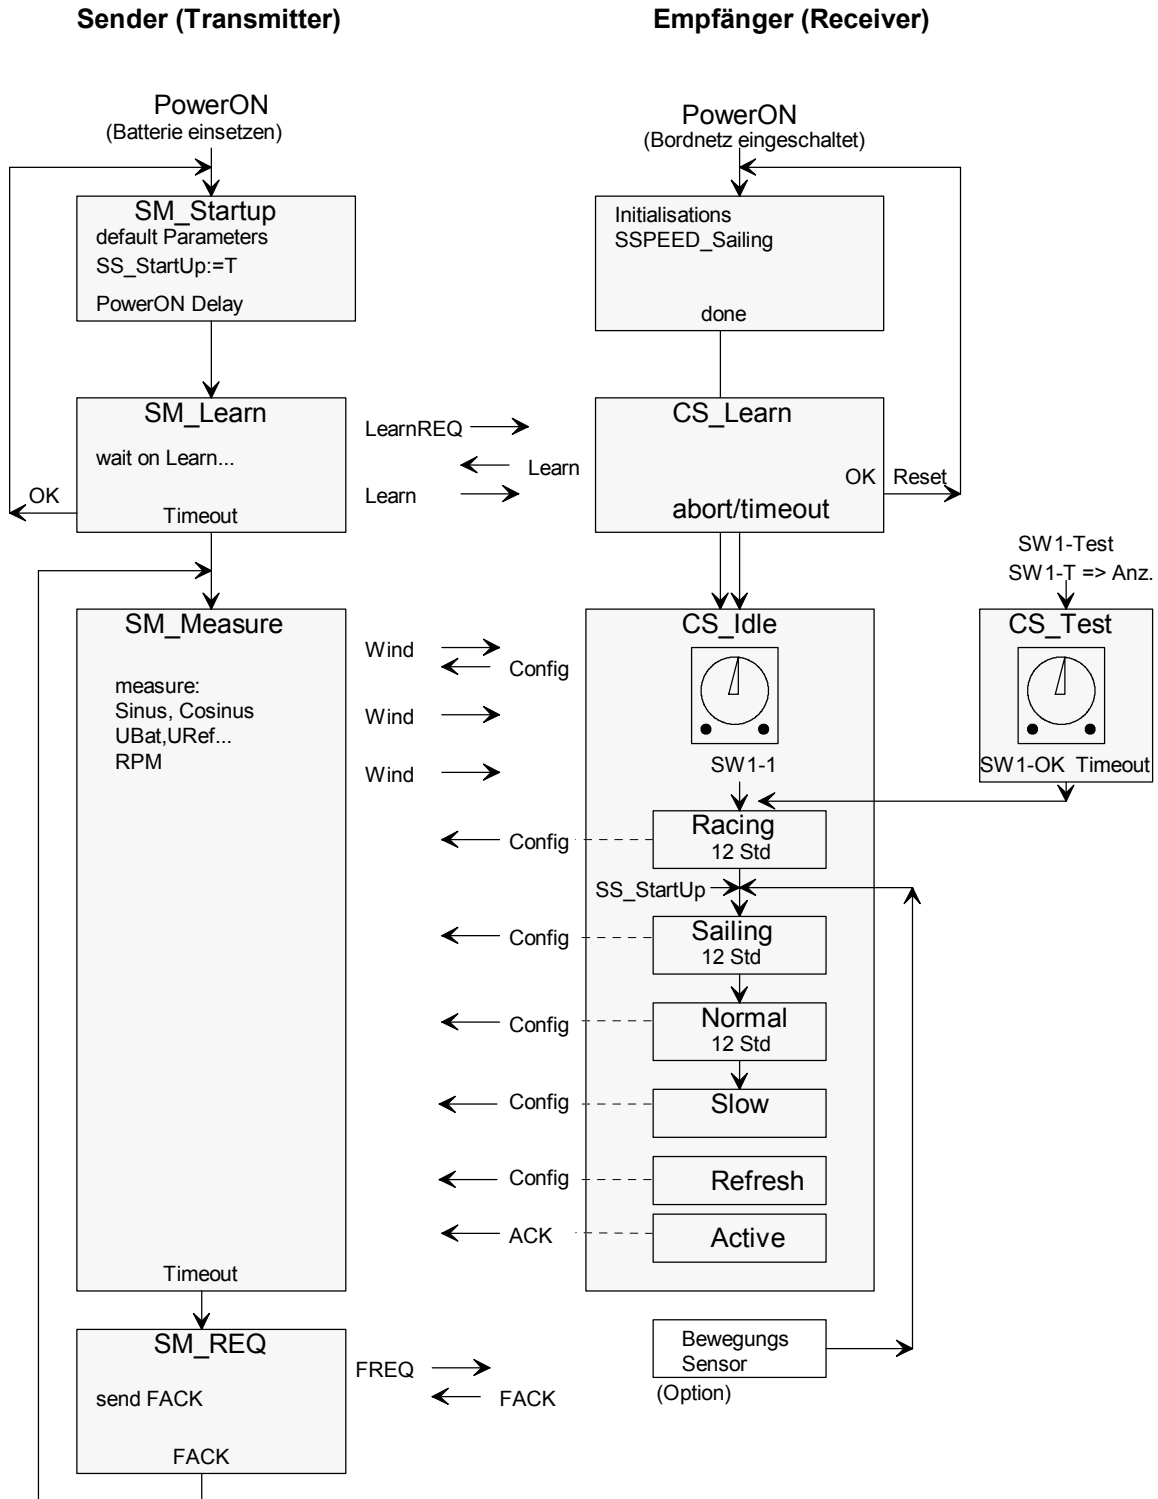 Sender (Transmitter)
Empfänger (Receiver)
PowerON
(Batterie einsetzen)
PowerON
(Bordnetz eingeschaltet)
SM_Startup
default Parameters
SS_StartUp:=T
PowerON Delay
Initialisations
SSPEED_Sailing
done
SM_Learn
wait on Learn...
OK
Timeout
LearnREQ
Learn
Learn
CS_Learn
OK
Reset
abort/timeout
SW1-Test
SW1-T => Anz.
SM_Measure
measure:
Sinus, Cosinus
UBat,URef...
RPM
Timeout
Wind
Config
Wind
Wind
CS_Idle
SW1-1
CS_Test
SW1-OK Timeout
Config
Racing
12 Std
SS_StartUp
Config
Sailing
12 Std
Config
Normal
12 Std
Config
Slow
Config
Refresh
ACK
Active
SM_REQ
send FACK
FACK
FREQ
FACK
Bewegungs
Sensor
(Option)